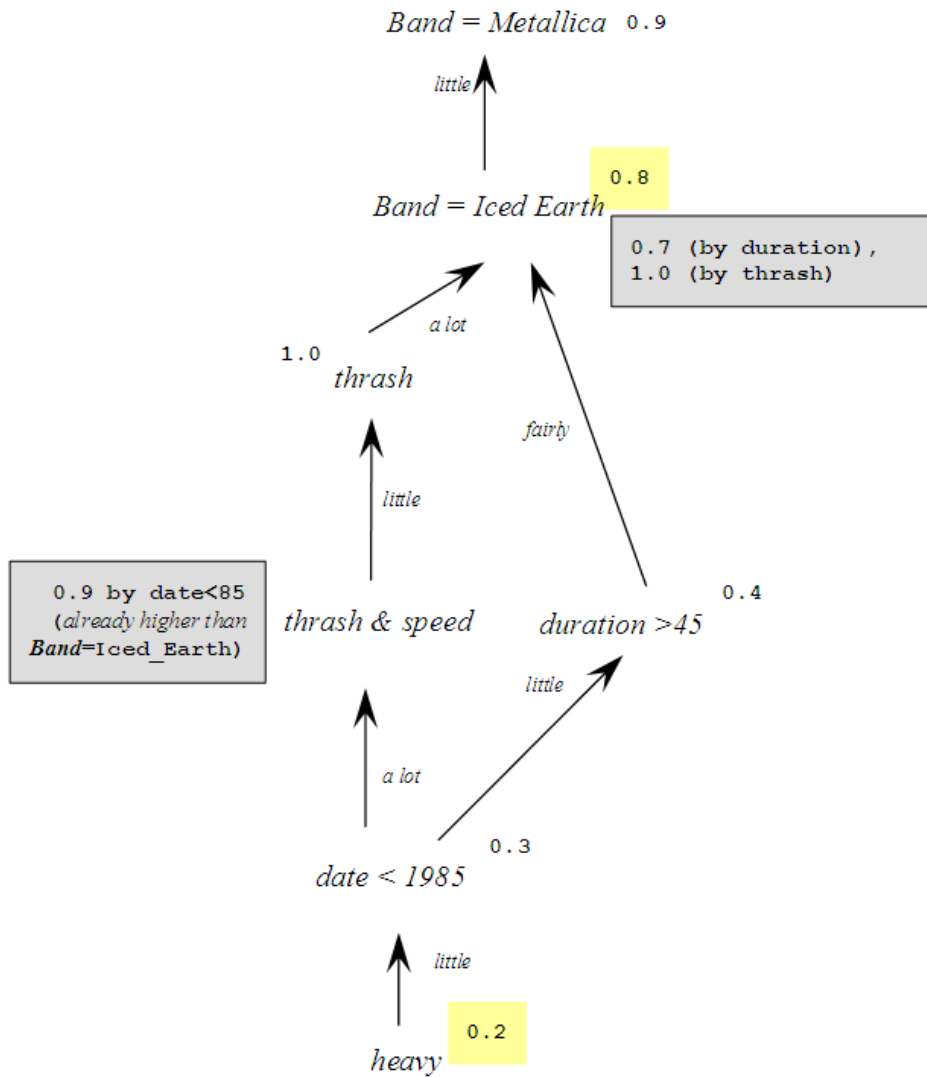 Band = Metallica 0.9
little
0.8
Band = Iced Earth
0.7 (by duration),
1.0 (by thrash)
a lot
1.0
thrash
fairly
little
0.9 by date<85
(already higher than
Band=Iced_Earth)
thrash & speed
0.4
duration >45
little
a lot
0.3
date < 1985
little
0.2
heavy